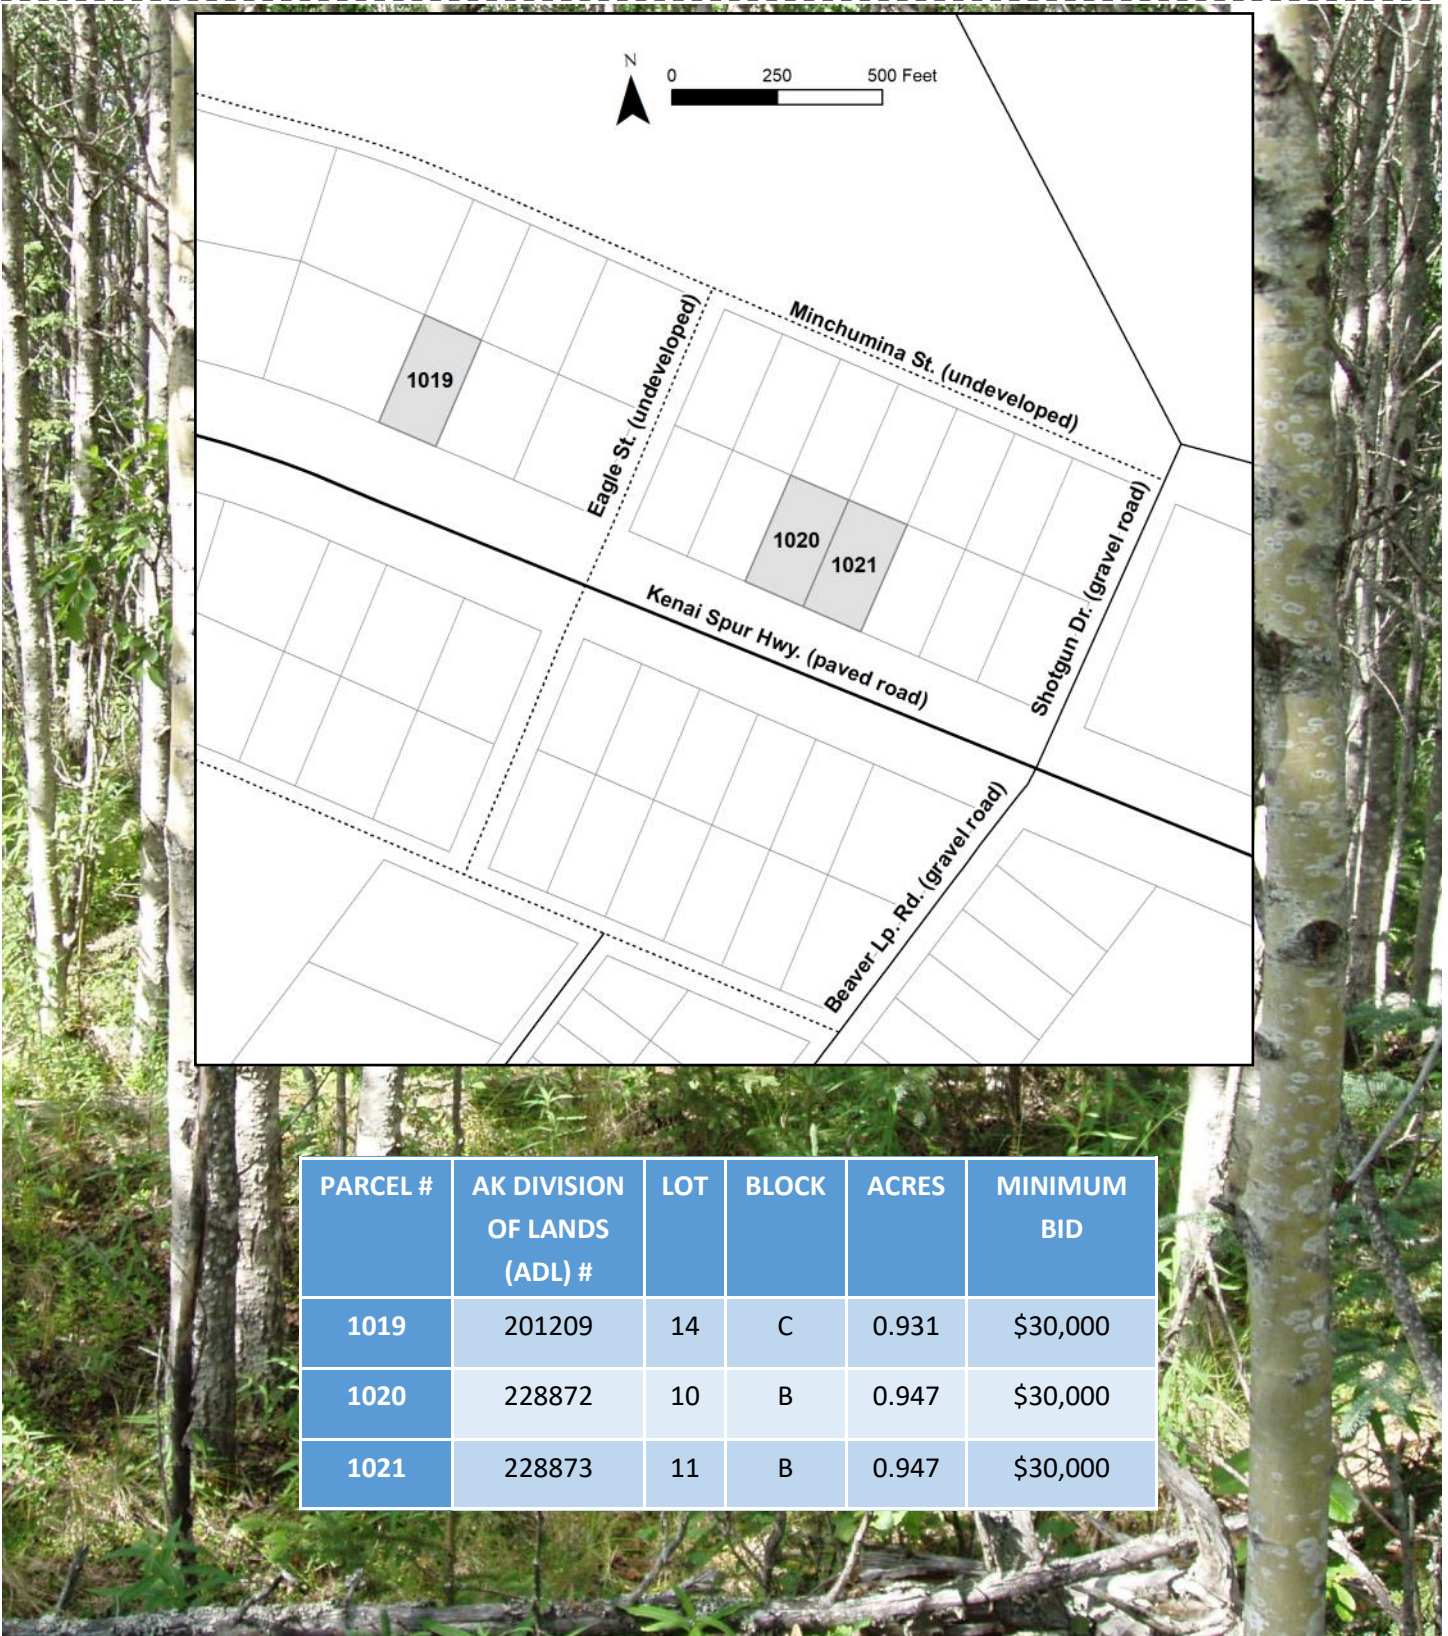 N
0 250 500 Feet
Minchumina St. (undeveloped)
Eagle St. (undeveloped)
1019
1020
1021
Shotgun Dr. (gravel road)
Kenai Spur Hwy. (paved road)
Beaver Lp. Rd. (gravel road)
PARCEL # AK DIVISION LOT BLOCK ACRES MINIMUM
OF LANDS BID
(ADL) #
1019 201209 14 C 0.931 $30,000
1020 228872 10 B 0.947 $30,000
1021 228873 11 B 0.947 $30,000